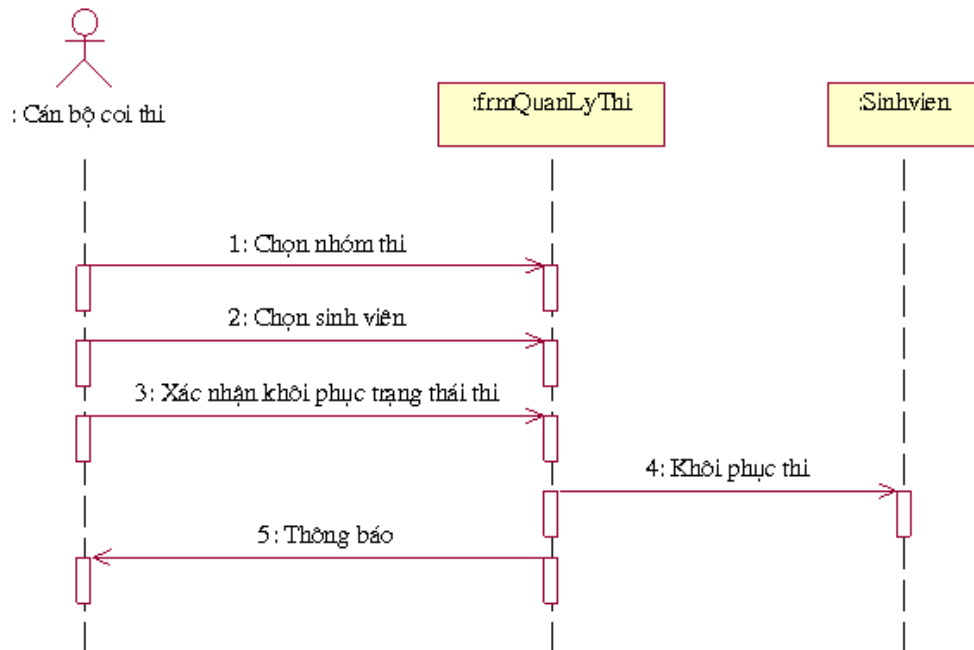 : Cán bộ coi thi
:frmQuanLyThi
:Sinhvien
1: Chọn nhóm thi
2: Chọn sinh viên
3: Xác nhận khôi phục trạng thái thi
4: Khôi phục thi
5: Thông báo